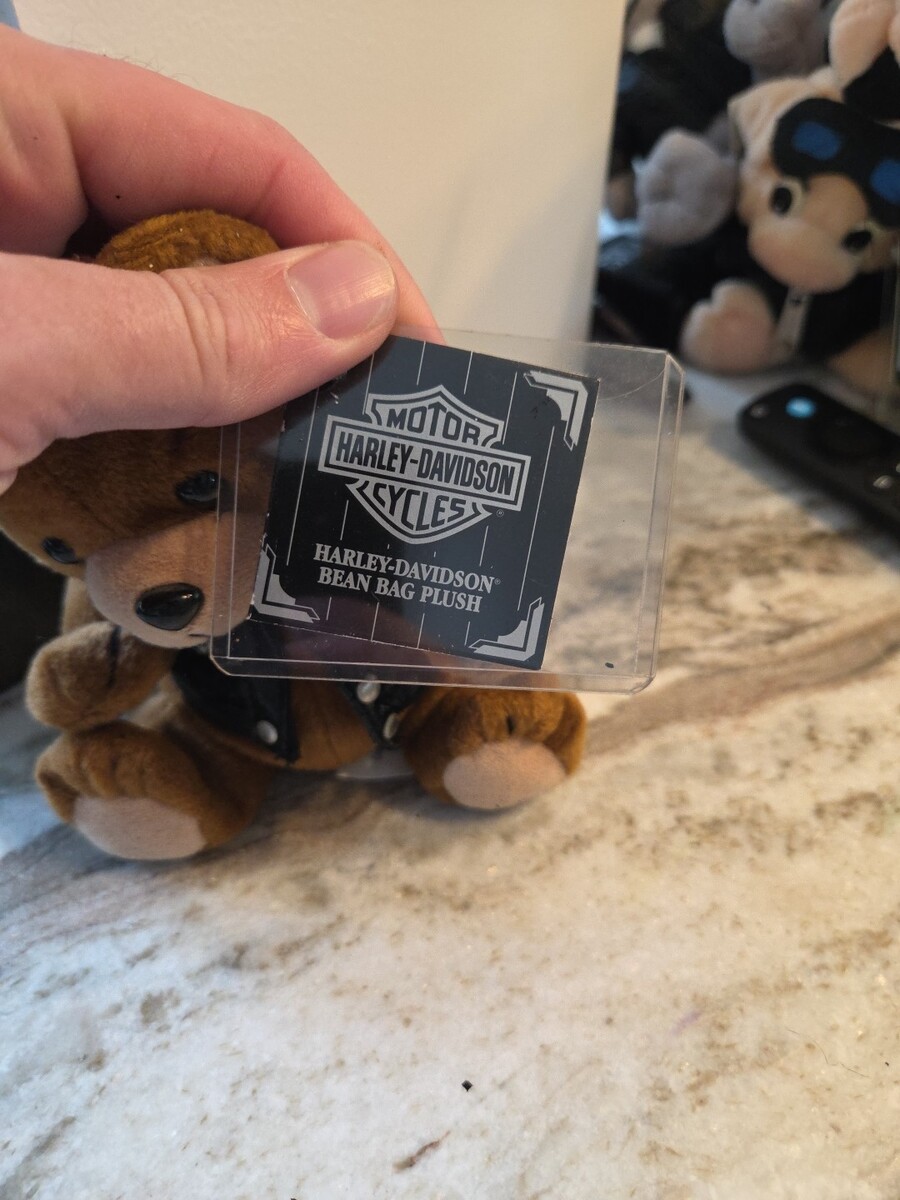 MOTOR
HARLEY-DAVIDSON
CYCLES®
HARLEY-DAVIDSON®
BEAN BAG PLUSH